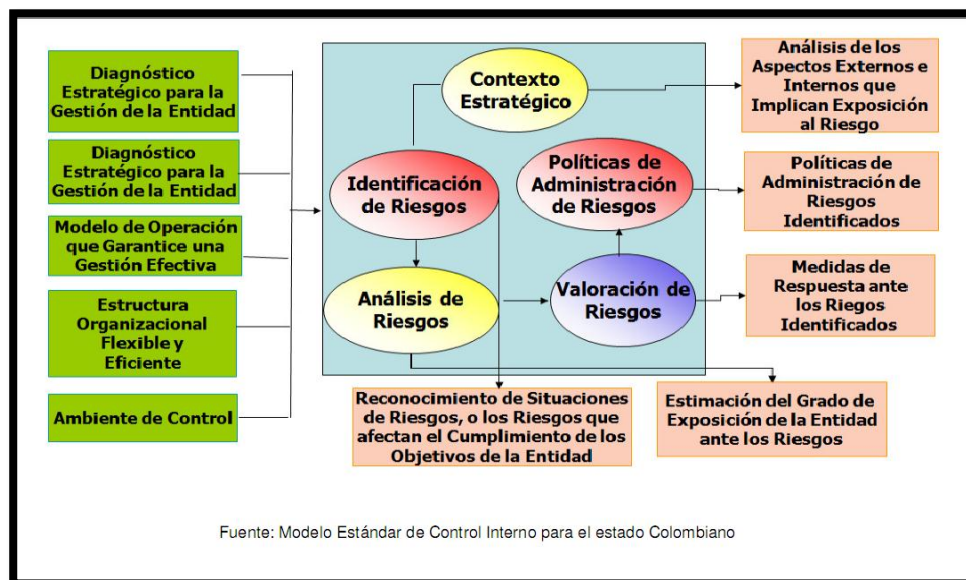 Diagnóstico
Estratégico para la
Gestión de la Entidad
Diagnóstico
Estratégico para la
Gestión de la Entidad
Modelo de Operación
que Garantice una
Gestión Efectiva
Estructura
Organizacional
Flexible y
Eficiente
Ambiente de Control
Contexto
Estratégico
Identificación
de Riesgos
Políticas de
Administración
de Riesgos
Análisis de
Riesgos
Valoración de
Riesgos
Análisis de los
Aspectos Externos e
Internos que
Implican Exposición
al Riesgo
Políticas de
Administración de
Riesgos
Identificados
Medidas de
Respuesta ante
los Riegos
Identificados
Reconocimiento de Situaciones
de Riesgos, o los Riesgos que
afectan el Cumplimiento de los
Objetivos de la Entidad
Estimación del Grado de
Exposición de la Entidad
ante los Riesgos
Fuente: Modelo Estándar de Control Interno para el estado Colombiano